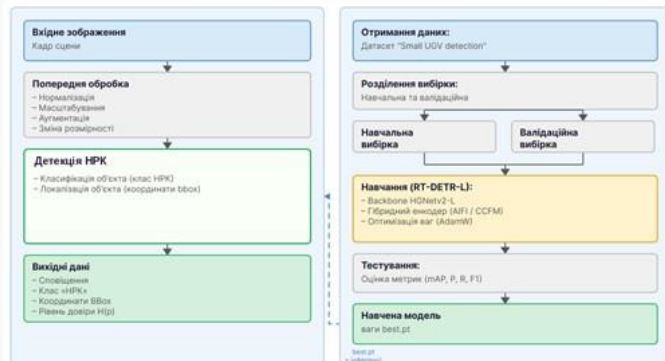 Вхідне зображення
Кадр сцени
Попередня обробка
– Нормалізація
– Масштабування
– Аугментація
– Зміна розмірності
Детекція НРК
– Класифікація об'єкта (клас НРК)
– Локалізація об'єкта (координати bbox)
Вихідні дані
– Сповіщення
– Клас «НРК»
– Координати BBox
– Рівень довіри H(p)
Отримання даних:
Датасет "Small UGV detection"
Розділення вибірки:
Навчальна та валідаційна
Навчальна
вибірка
Валідаційна
вибірка
Навчання (RT-DETR-L):
– Backbone HGNetv2-L
– Гібридний енкодер (AIFI / CCFM)
– Оптимізація ваг (AdamW)
Тестування:
Оцінка метрик (mAP, P, R, F1)
Навчена модель
ваги best.pt
best.pt